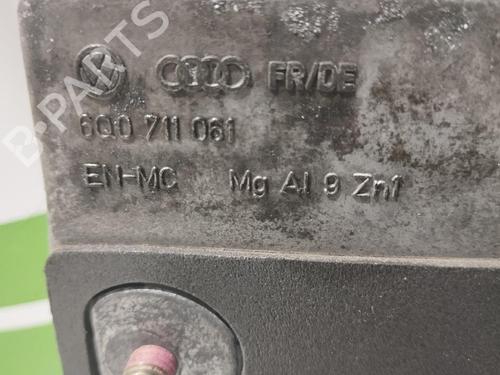 FR/DE
6Q0 711 061
EN-MC Mg Al 9 Zn1
B-PARTS